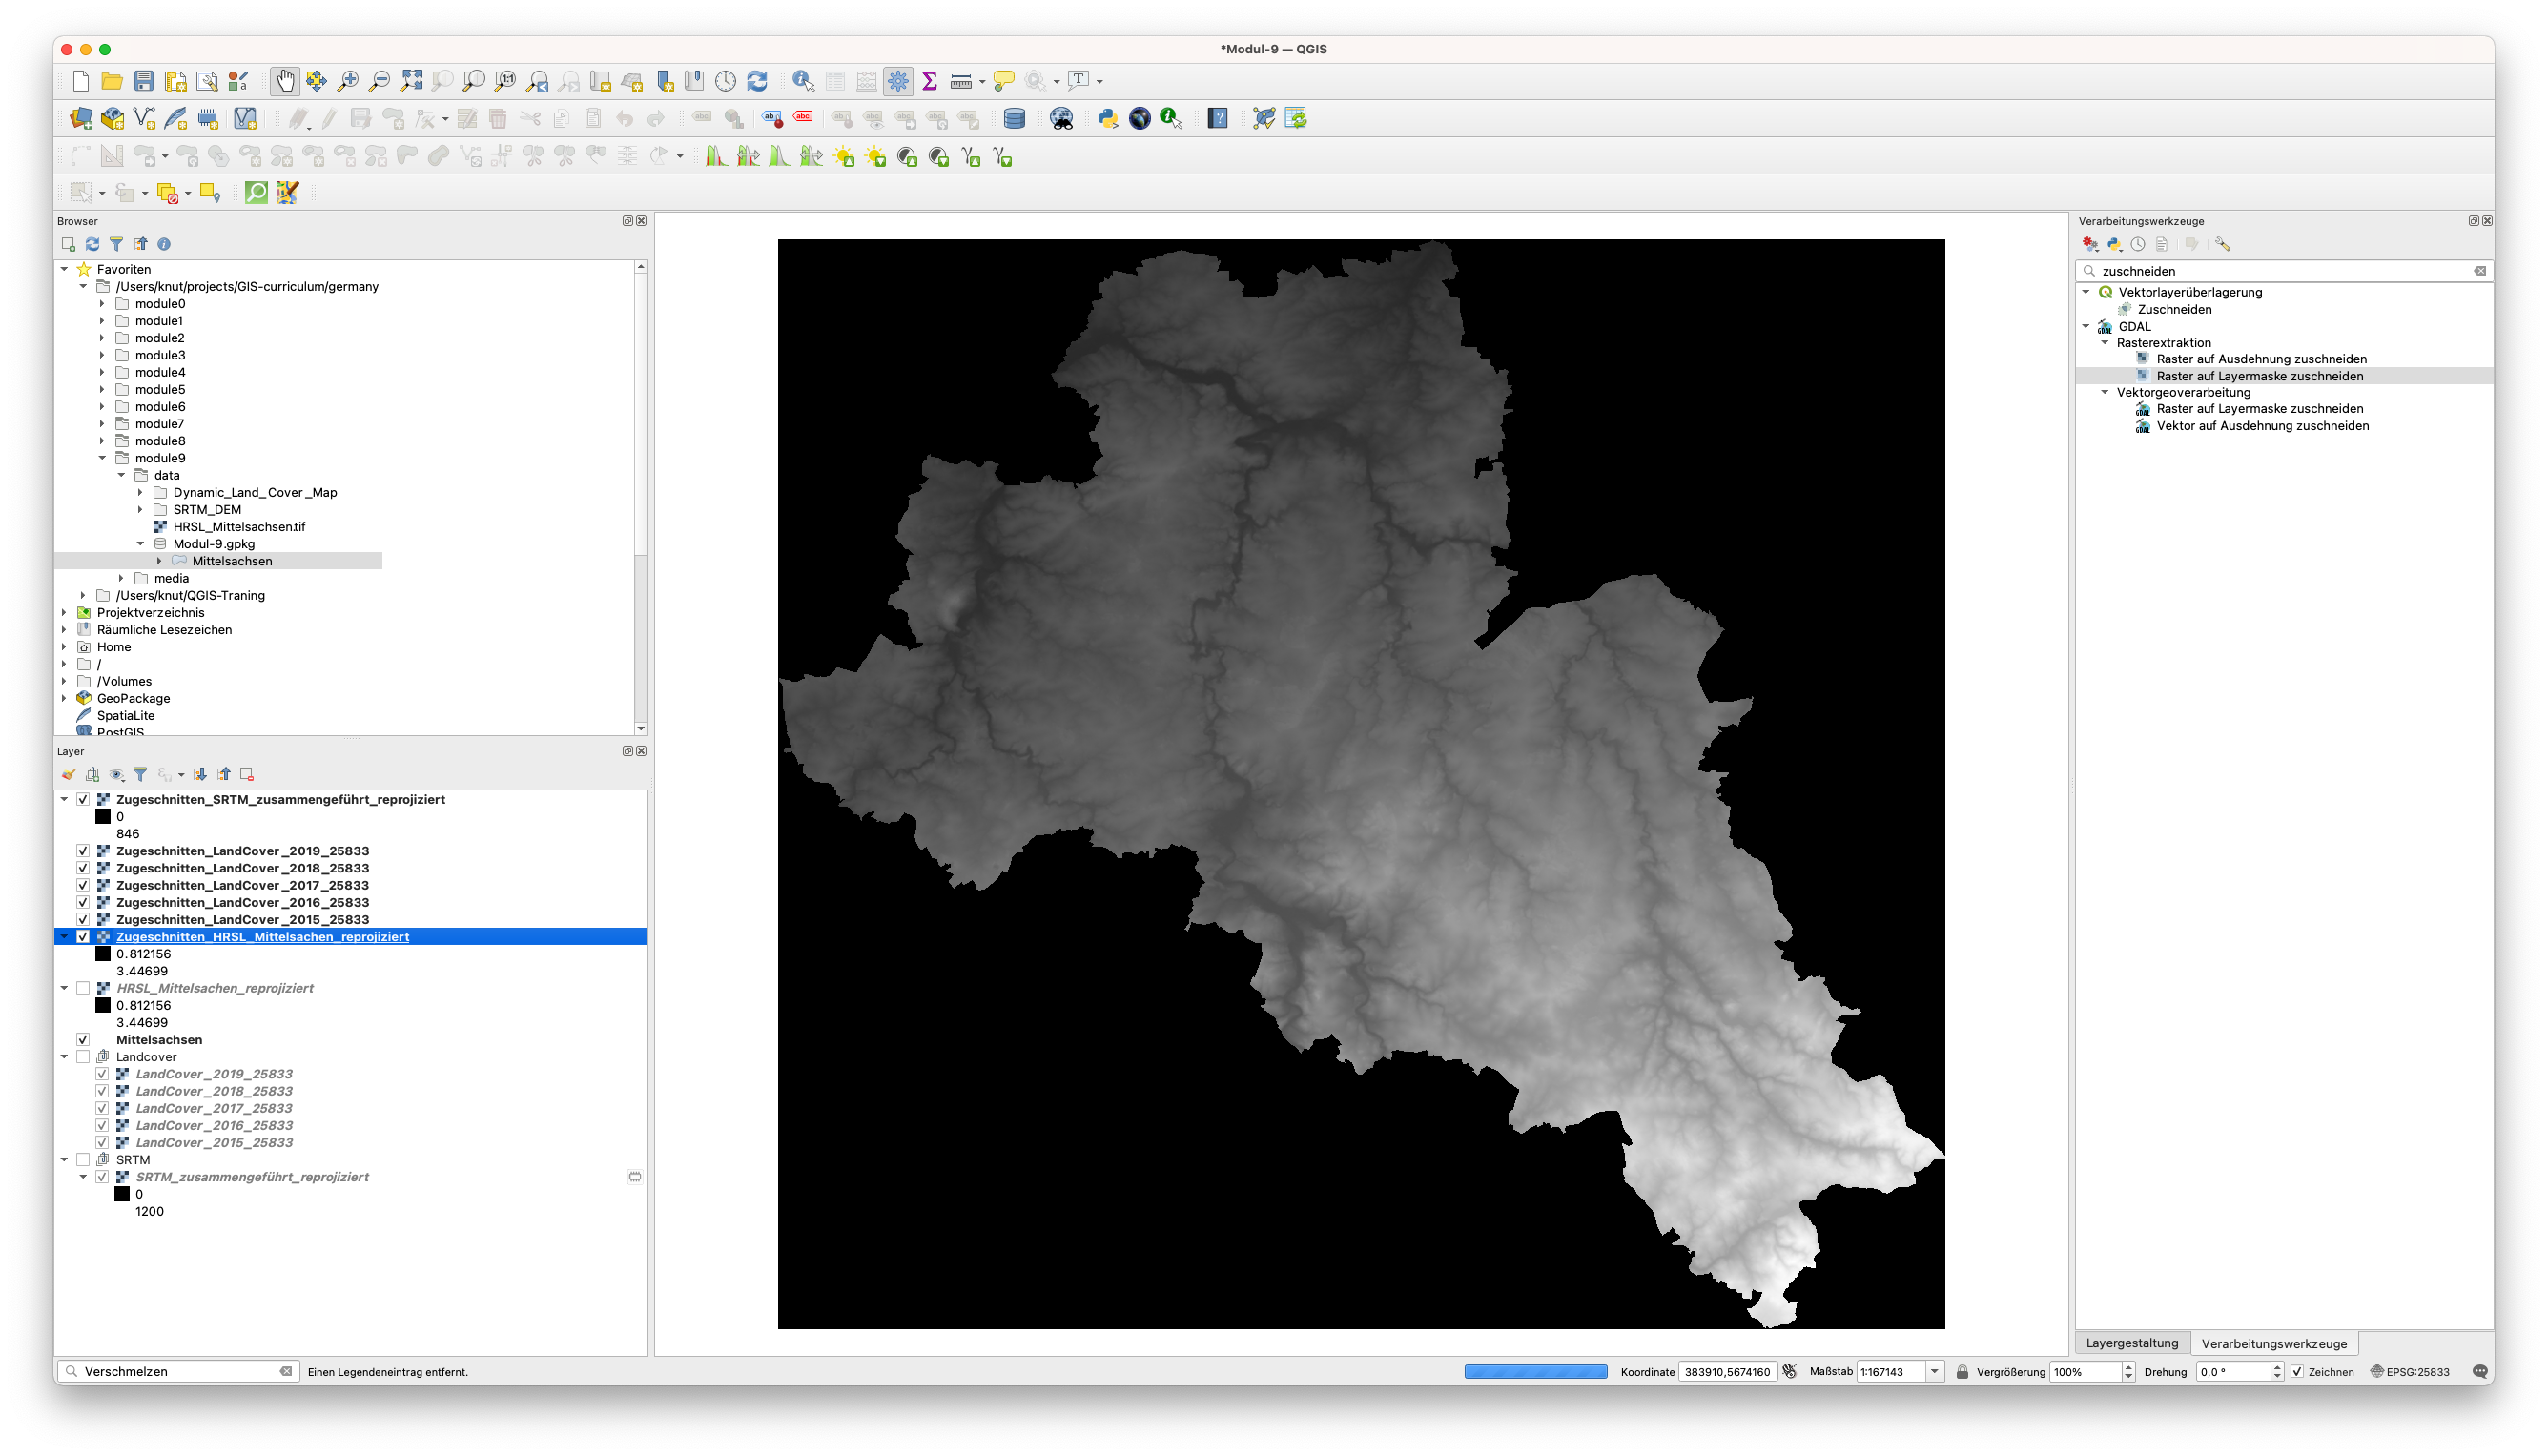 *Modul-9 — QGIS
Browser
Favoriten
/Users/knut/projects/GIS-curriculum/germany
module0
module1
module2
module3
module4
module5
module6
module7
module8
module9
data
Dynamic_Land_Cover_Map
SRTM_DEM
HRSL_Mittelsachsen.tif
Modul-9.gpkg
Mittelsachsen
media
/Users/knut/QGIS-Traning
Projektverzeichnis
Räumliche Lesezeichen
Home
/
/Volumes
GeoPackage
SpatiaLite
PostGIS
Layer
Zugeschnitten_SRTM_zusammengeführt_reprojiziert
0
846
Zugeschnitten_LandCover_2019_25833
Zugeschnitten_LandCover_2018_25833
Zugeschnitten_LandCover_2017_25833
Zugeschnitten_LandCover_2016_25833
Zugeschnitten_LandCover_2015_25833
Zugeschnitten_HRSL_Mittelsachen_reprojiziert
0.812156
3.44699
HRSL_Mittelsachen_reprojiziert
0.812156
3.44699
Mittelsachsen
Landcover
LandCover_2019_25833
LandCover_2018_25833
LandCover_2017_25833
LandCover_2016_25833
LandCover_2015_25833
SRTM
SRTM_zusammengeführt_reprojiziert
0
1200
Verarbeitungswerkzeuge
zuschneiden
Vektorlayerüberlagerung
Zuschneiden
GDAL
Rasterextraktion
Raster auf Ausdehnung zuschneiden
Raster auf Layermaske zuschneiden
Vektorgeoverarbeitung
Raster auf Layermaske zuschneiden
Vektor auf Ausdehnung zuschneiden
Layergestaltung Verarbeitungswerkzeuge
Verschmelzen Einen Legendeneintrag entfernt. Koordinate 383910,5674160 Maßstab 1:167143 Vergrößerung 100% Drehung 0,0 ° Zeichnen EPSG:25833